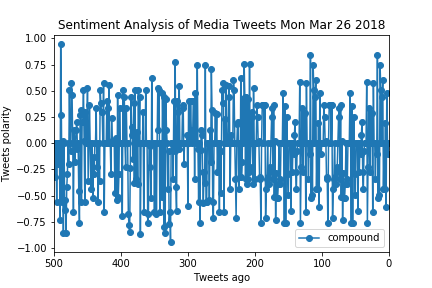 Sentiment Analysis of Media Tweets Mon Mar 26 2018
1.00
0.75
0.50
0.25
0.00
−0.25
−0.50
−0.75
−1.00
Tweets polarity
500 400 300 200 100 0
Tweets ago
compound